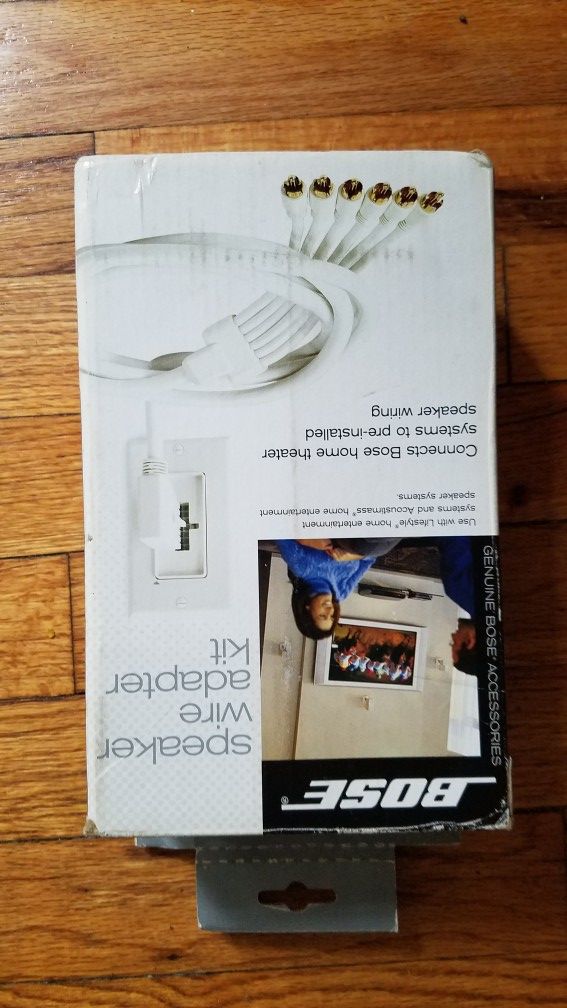 BOSE®
GENUINE BOSE® ACCESSORIES
speaker
wire
adapter
kit
Use with Lifestyle® home entertainment
systems and Acoustimass® home entertainment
speaker systems.
Connects Bose home theater
systems to pre-installed
speaker wiring